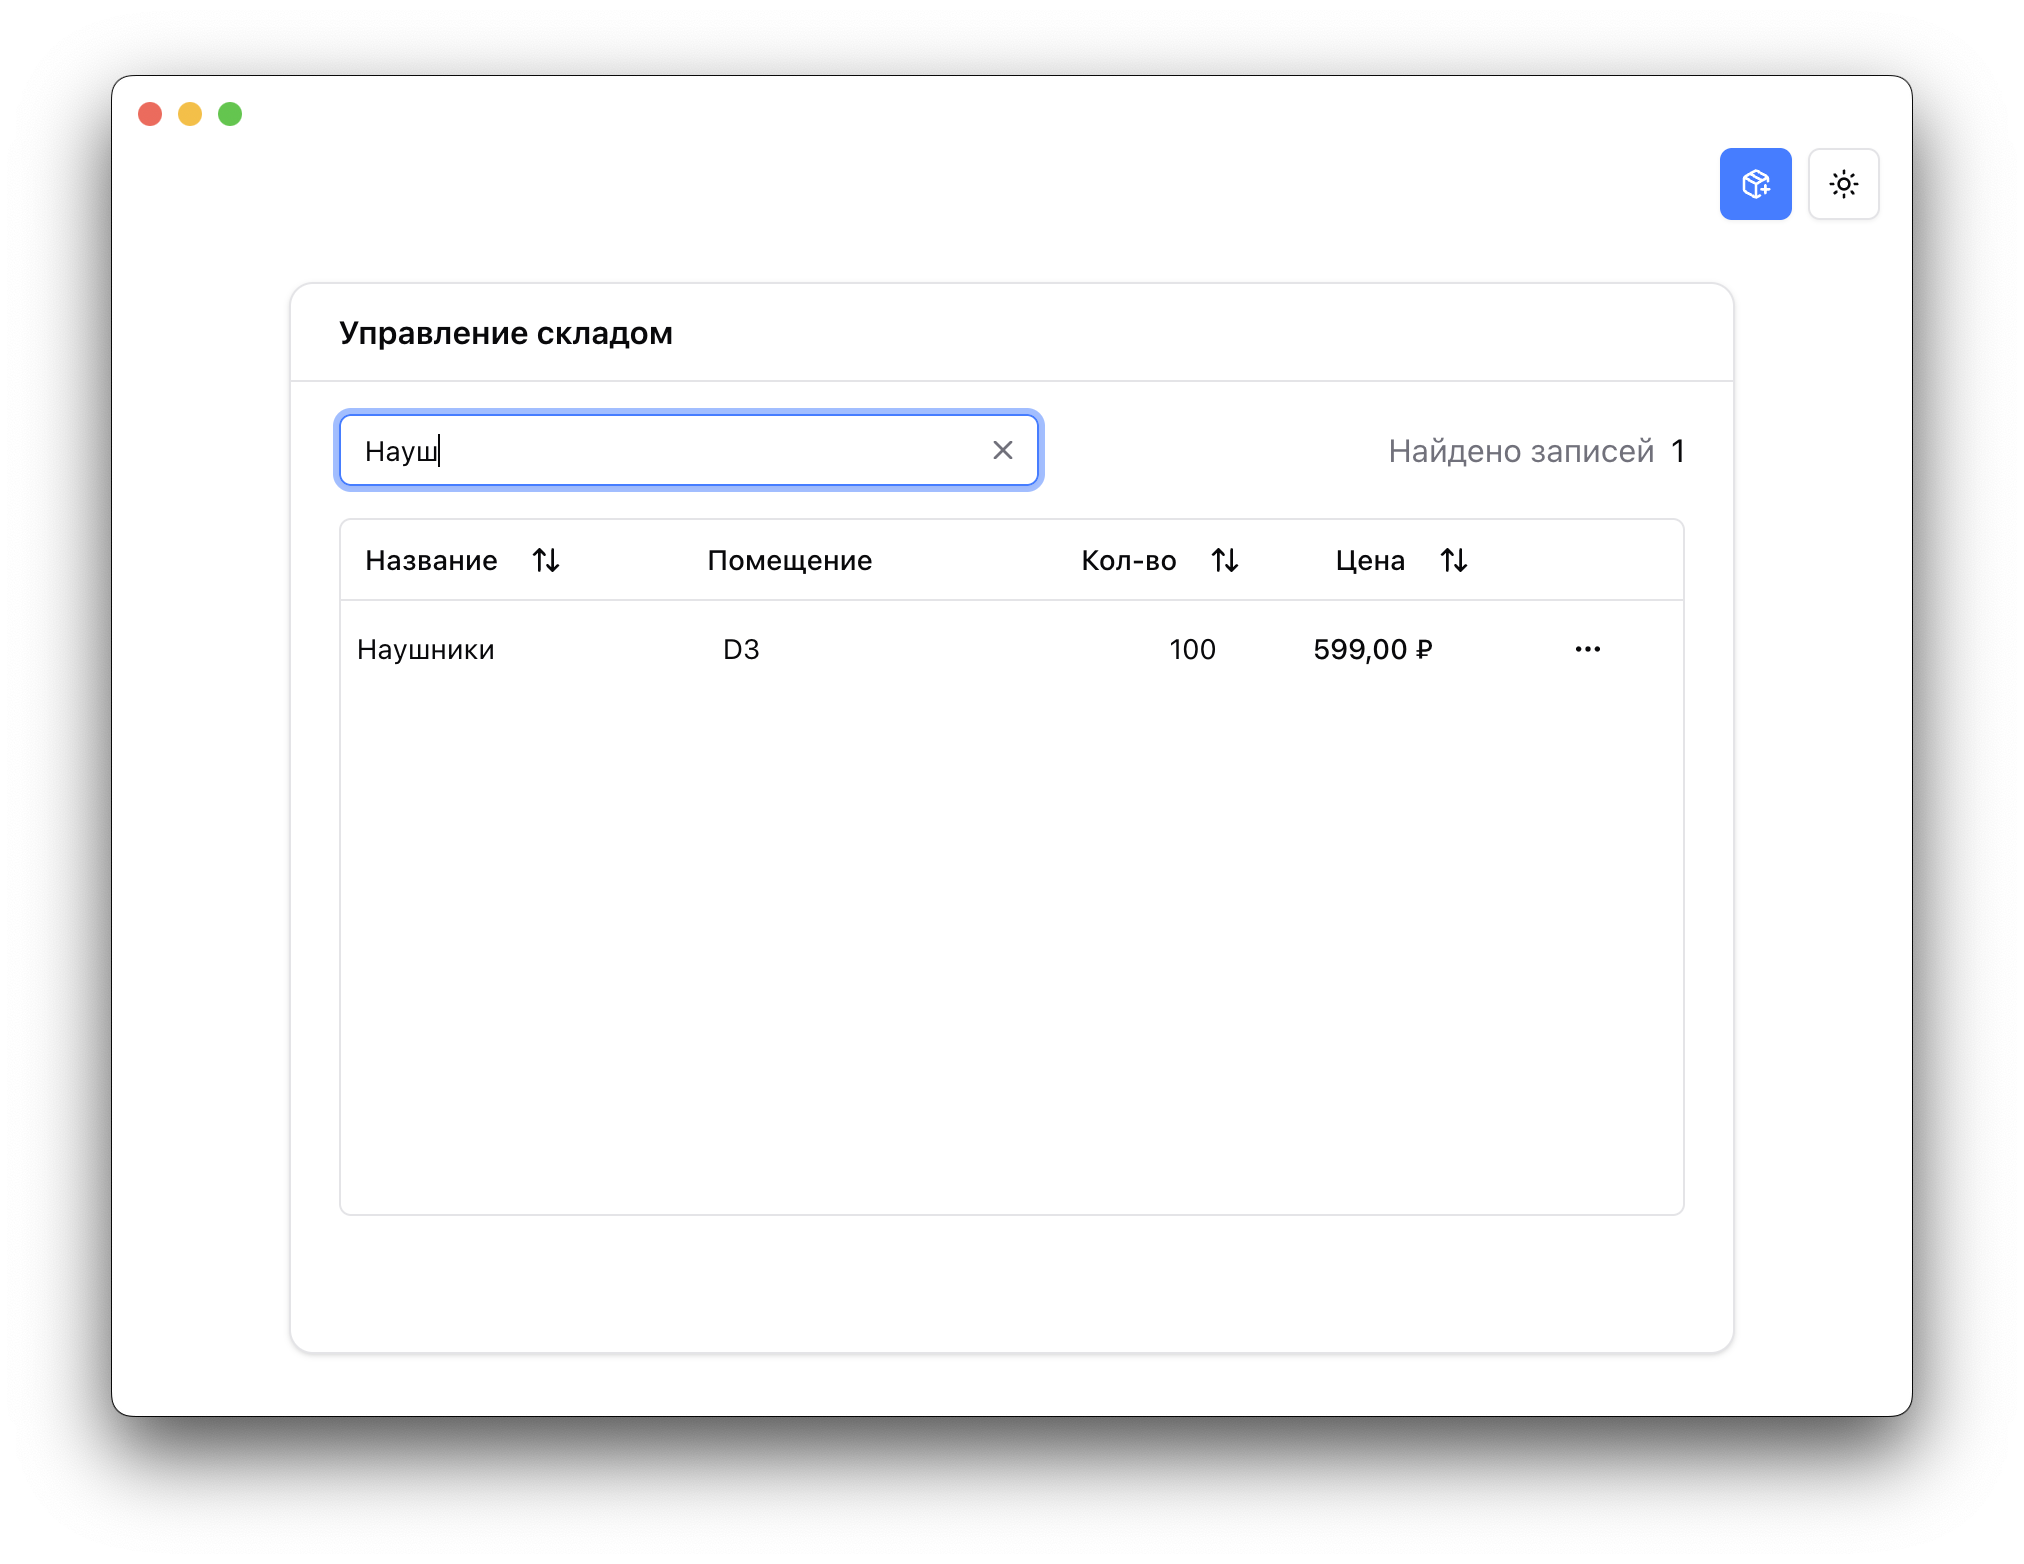 Управление складом
Науш
Найдено записей 1
Название Помещение Кол-во Цена
Наушники D3 100 599,00 ₽